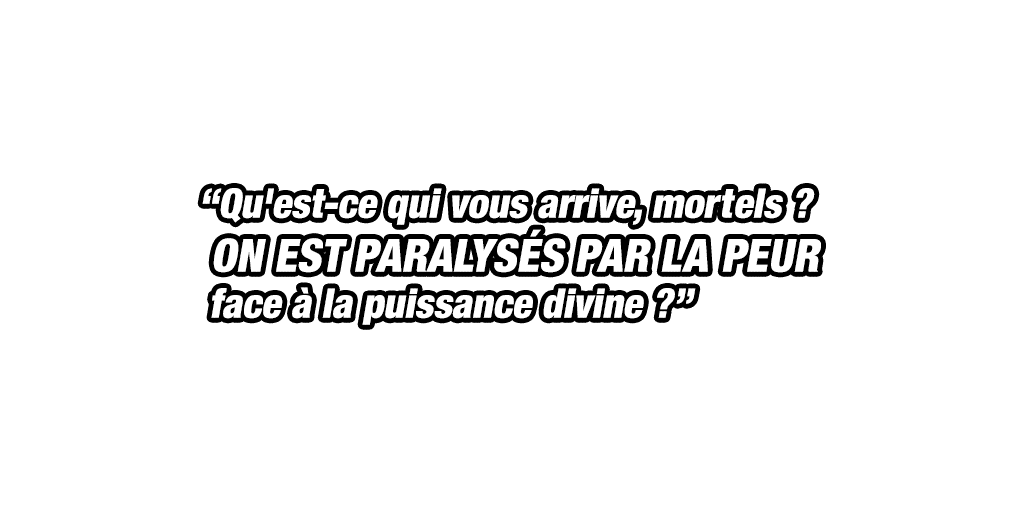 “Qu'est-ce qui vous arrive, mortels ?
ON EST PARALYSÉS PAR LA PEUR
face à la puissance divine ?”